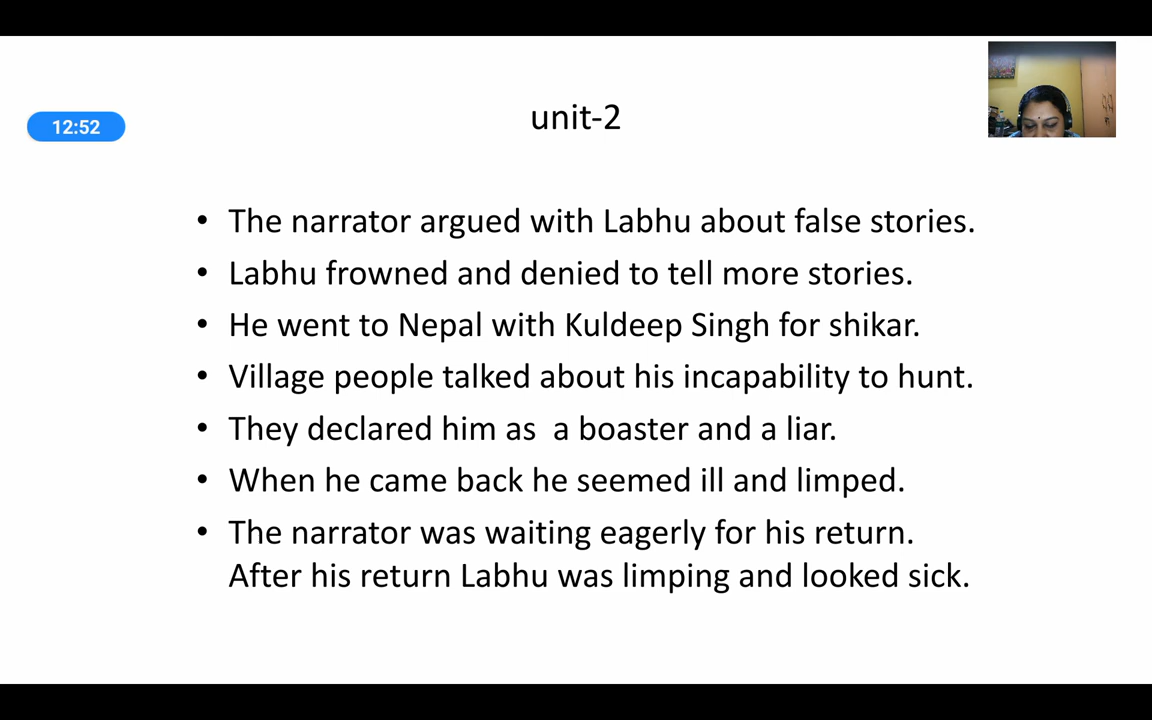 unit-2
12:52
• The narrator argued with Labhu about false stories.
• Labhu frowned and denied to tell more stories.
• He went to Nepal with Kuldeep Singh for shikar.
• Village people talked about his incapability to hunt.
• They declared him as  a boaster and a liar.
• When he came back he seemed ill and limped.
• The narrator was waiting eagerly for his return.
After his return Labhu was limping and looked sick.